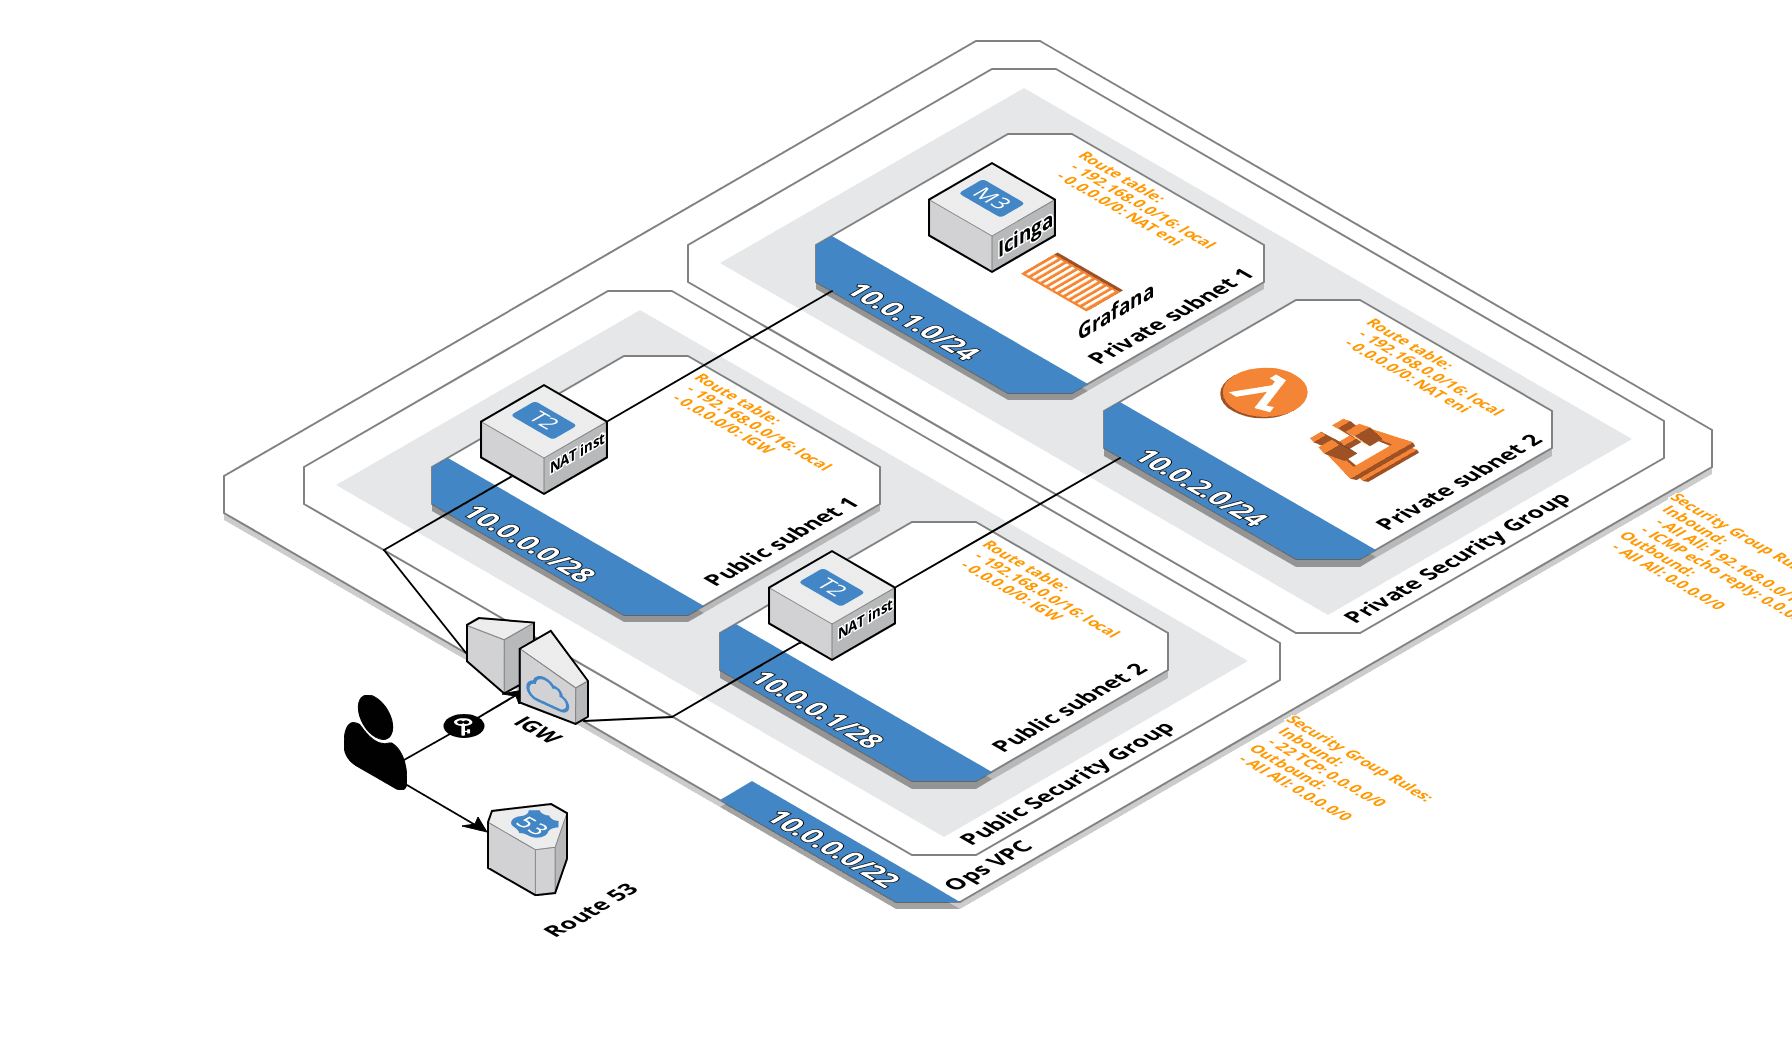 M3
Icinga
Grafana
Route table:
- 192.168.0.0/16: local
- 0.0.0.0/0: NAT eni
10.0.1.0/24
Private subnet 1
Route table:
- 192.168.0.0/16: local
- 0.0.0.0/0: NAT eni
10.0.2.0/24
Private subnet 2
Private Security Group
Security Group Ru
Inbound:
- All All: 192.168.0.0/1
- ICMP echo reply: 0.0.0
Outbound:
- All All: 0.0.0.0/0
T2
NAT inst
Route table:
- 192.168.0.0/16: local
- 0.0.0.0/0: IGW
10.0.0.0/28
Public subnet 1
T2
NAT inst
Route table:
- 192.168.0.0/16: local
- 0.0.0.0/0: IGW
10.0.0.1/28
Public subnet 2
Public Security Group
Security Group Rules:
Inbound:
- 22 TCP: 0.0.0.0/0
Outbound:
- All All: 0.0.0.0/0
IGW
10.0.0.0/22
Ops VPC
53
Route 53